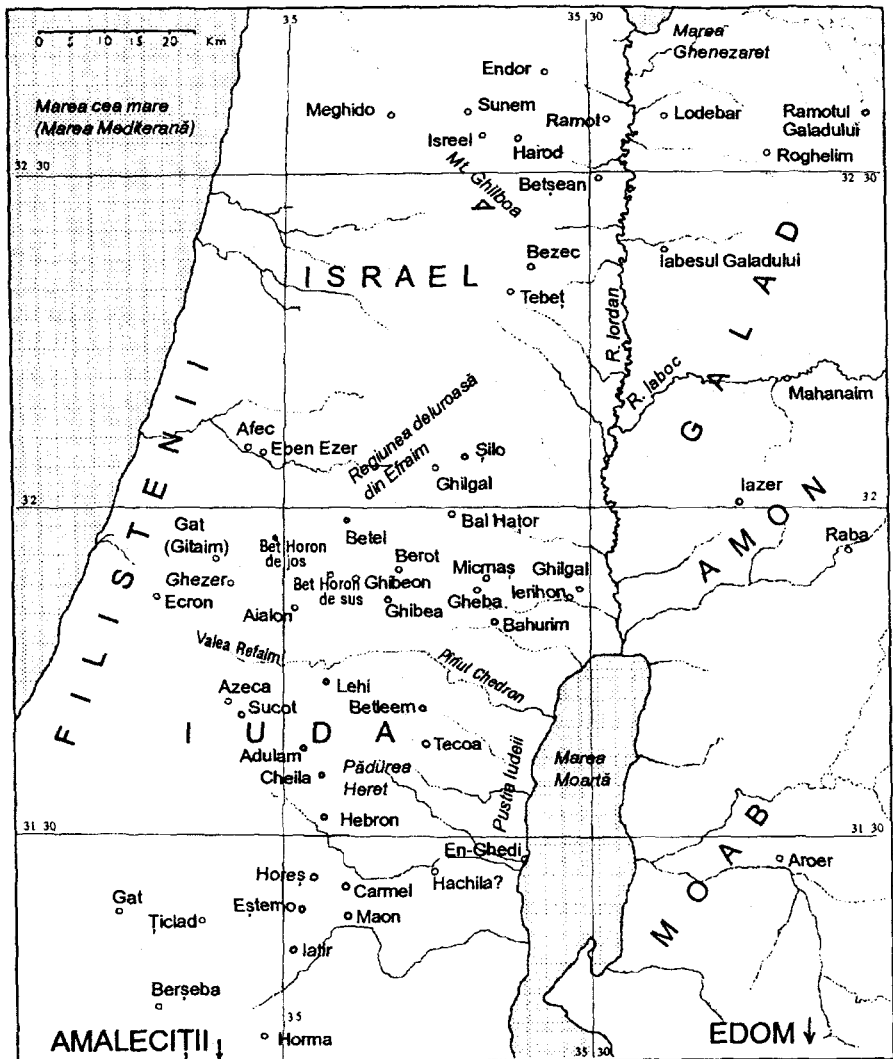 35
35 30
0 5 10 15 20 Km
Marea
Ghenezaret
Endor
Marea cea mare
(Marea Mediterană)
Meghido
Sunem
Ramot
Lodebar
Ramotul
Galadului
Isreel
Harod
Roghelim
32 30
32 30
Mt. Ghilboa
Betșean
Bezec
Iabesul Galadului
ISRAEL
Tebeț
R. Iordan
GALAD
R. Iaboc
Mahanaim
FILISTENII
Afec
Eben Ezer
Regiunea deluroasă
din Efraim
Șilo
Ghilgal
32
32
Iazer
AMON
Raba
Gat
(Gitaim)
Bet Horon
de jos
Betel
Bal Hațor
Berot
Micmaș
Ghilgal
Ghezer
Ecron
Bet Horon
de sus
Ghibeon
Gheba
Ierihon
Aialon
Ghibea
Bahurim
Valea Refaim
Pîrîul Chedron
Lehi
Azeca
Sucot
Betleem
IUDA
Adulam
Tecoa
Cheila
Pădurea
Heret
Pustia Iudeii
Marea
Moartă
Hebron
31 30
31 30
En-Ghedi
MOAB
Aroer
Horeș
Hachila?
Carmel
Gat
Țiclad
Eștemo
Maon
Iatir
Berșeba
35
Horma
AMALECIȚII
EDOM
35 30